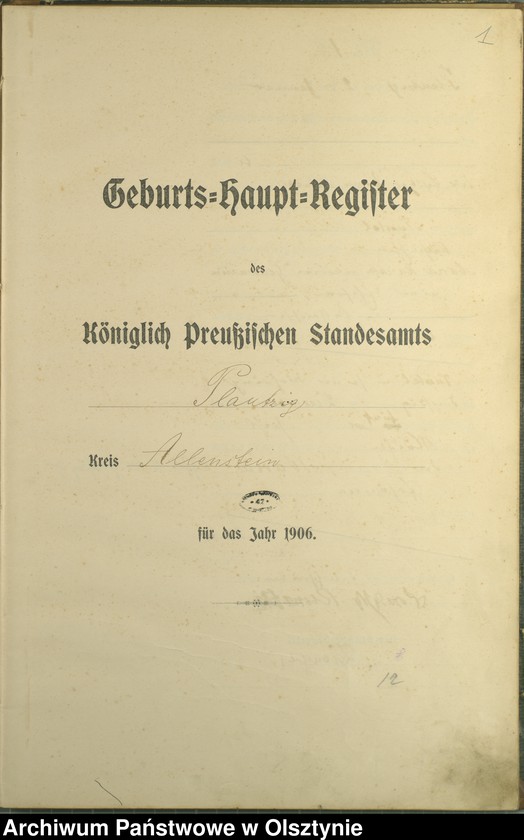 1
Geburts-Haupt-Register
des
Königlich Preußischen Standesamts
Plautzig
Kreis Allenstein
47
für das Jahr 1906.
12
Archiwum Państwowe w Olsztynie